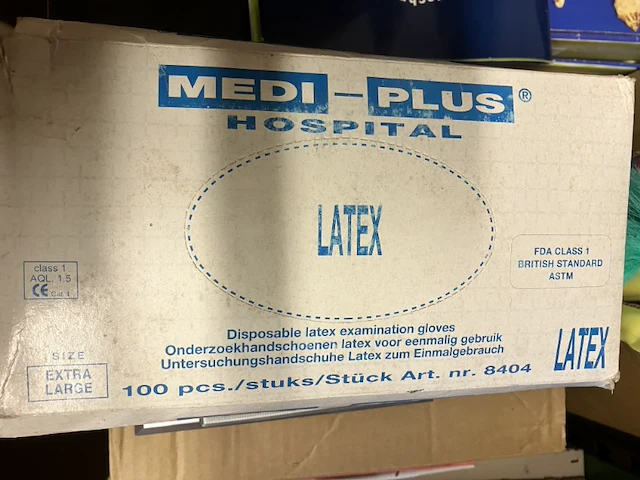 MEDI-PLUS®
HOSPITAL
LATEX
class 1
AQL. 1.5
CE Cat. 1
FDA CLASS 1
BRITISH STANDARD
ASTM
Disposable latex examination gloves
Onderzoekhandschoenen latex voor eenmalig gebruik
Untersuchungshandschuhe Latex zum Einmalgebrauch
SIZE
EXTRA
LARGE
100 pcs./stuks/Stück Art. nr. 8404
LATEX